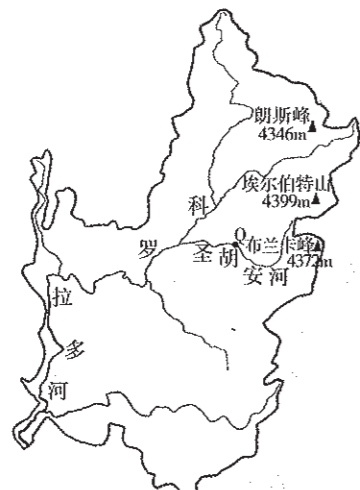 朗斯峰
4346m
埃尔伯特山
4399m
科罗拉多河
Q
布兰卡峰
4372m
圣胡安河